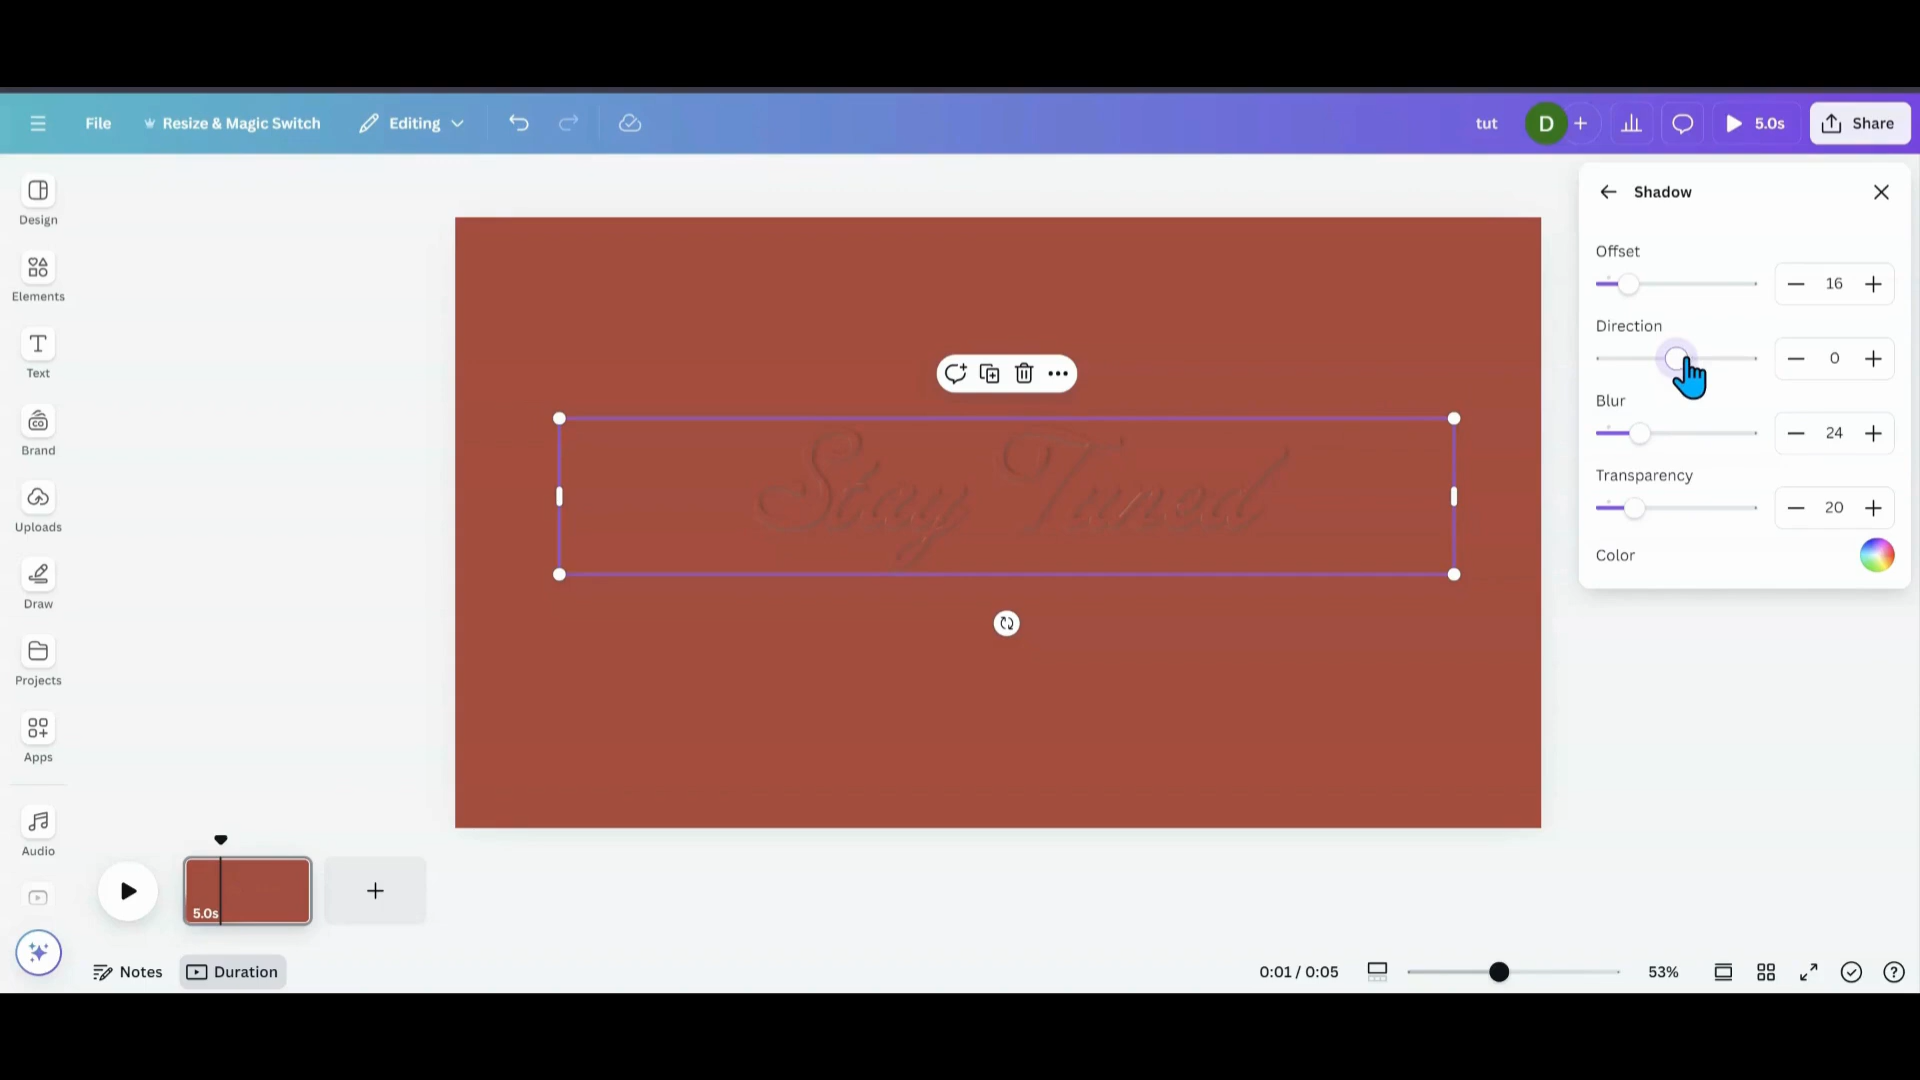 File
Resize & Magic Switch
Editing
tut
D
5.0s
Share
Design
Elements
Text
Brand
Uploads
Draw
Projects
Apps
Audio
Shadow
Offset
16
Direction
0
Blur
24
Transparency
20
Color
Stay Tuned
5.0s
Notes
Duration
0:01 / 0:05
53%